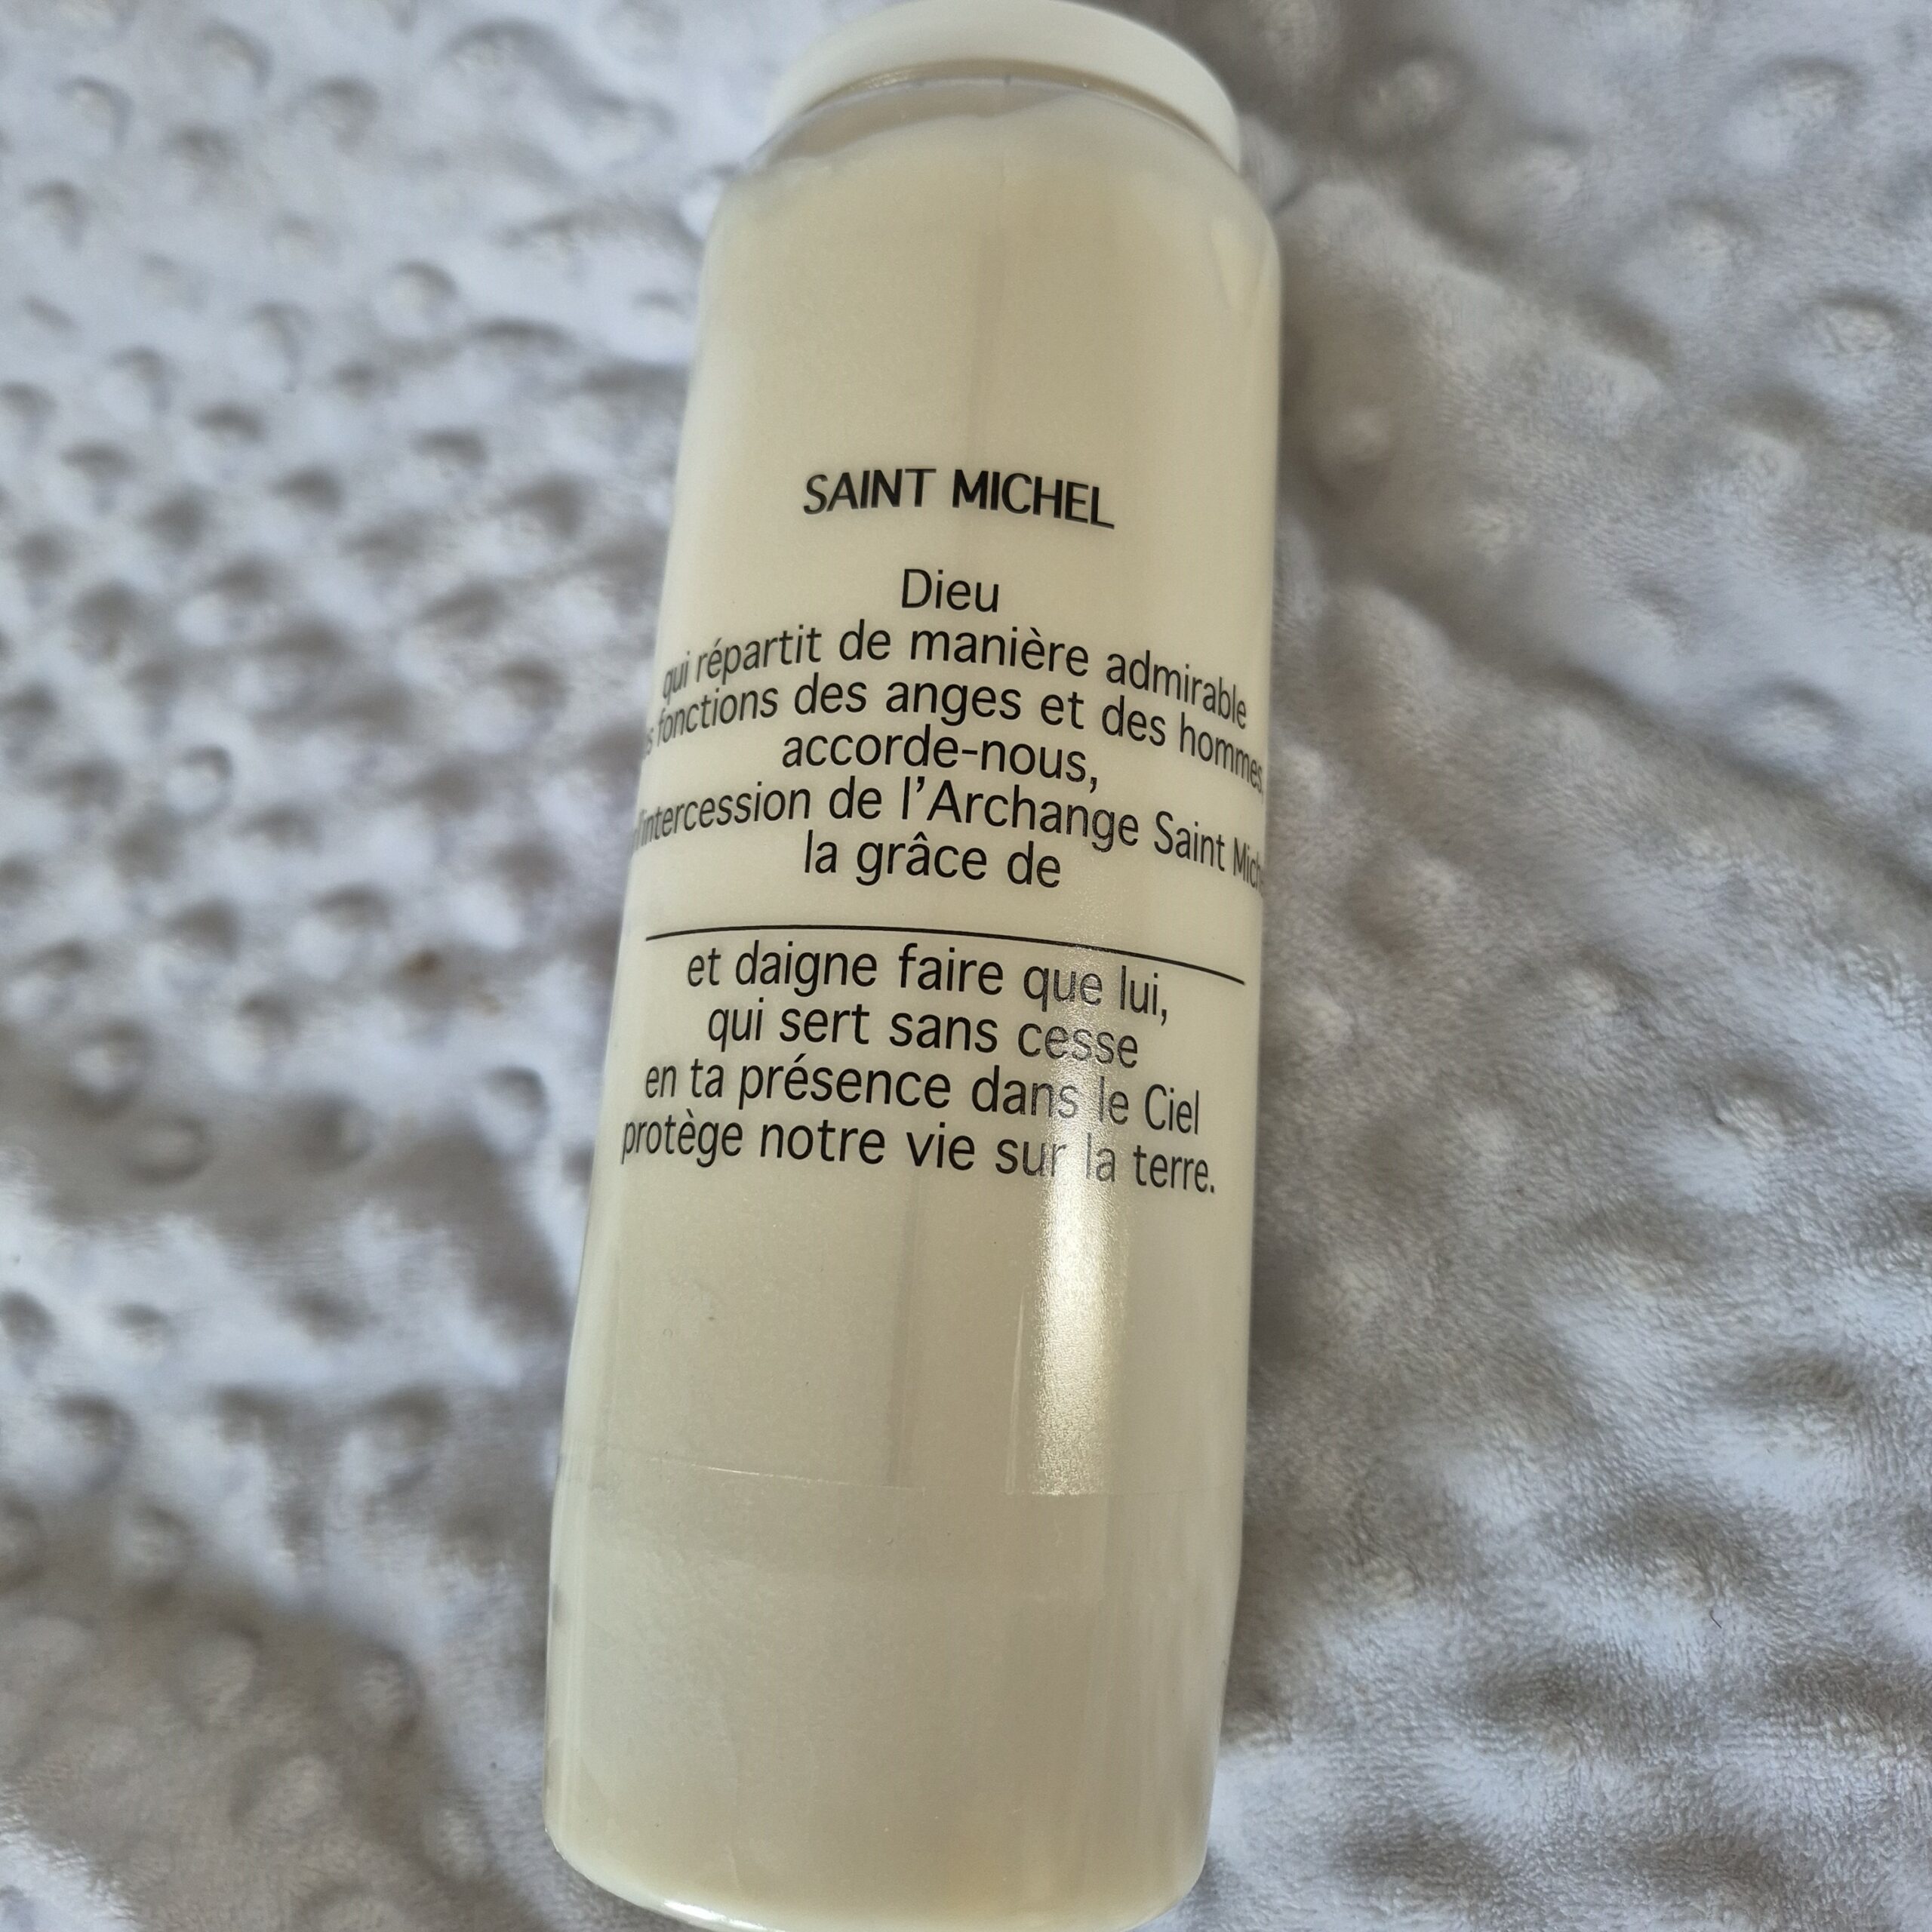 SAINT MICHEL
Dieu
qui répartit de manière admirable
fonctions des anges et des hommes,
accorde-nous,
l'intercession de l'Archange Saint
la grâce de
et daigne faire que lui,
qui sert sans cesse
en ta présence dans le Ciel
protège notre vie sur la terre.